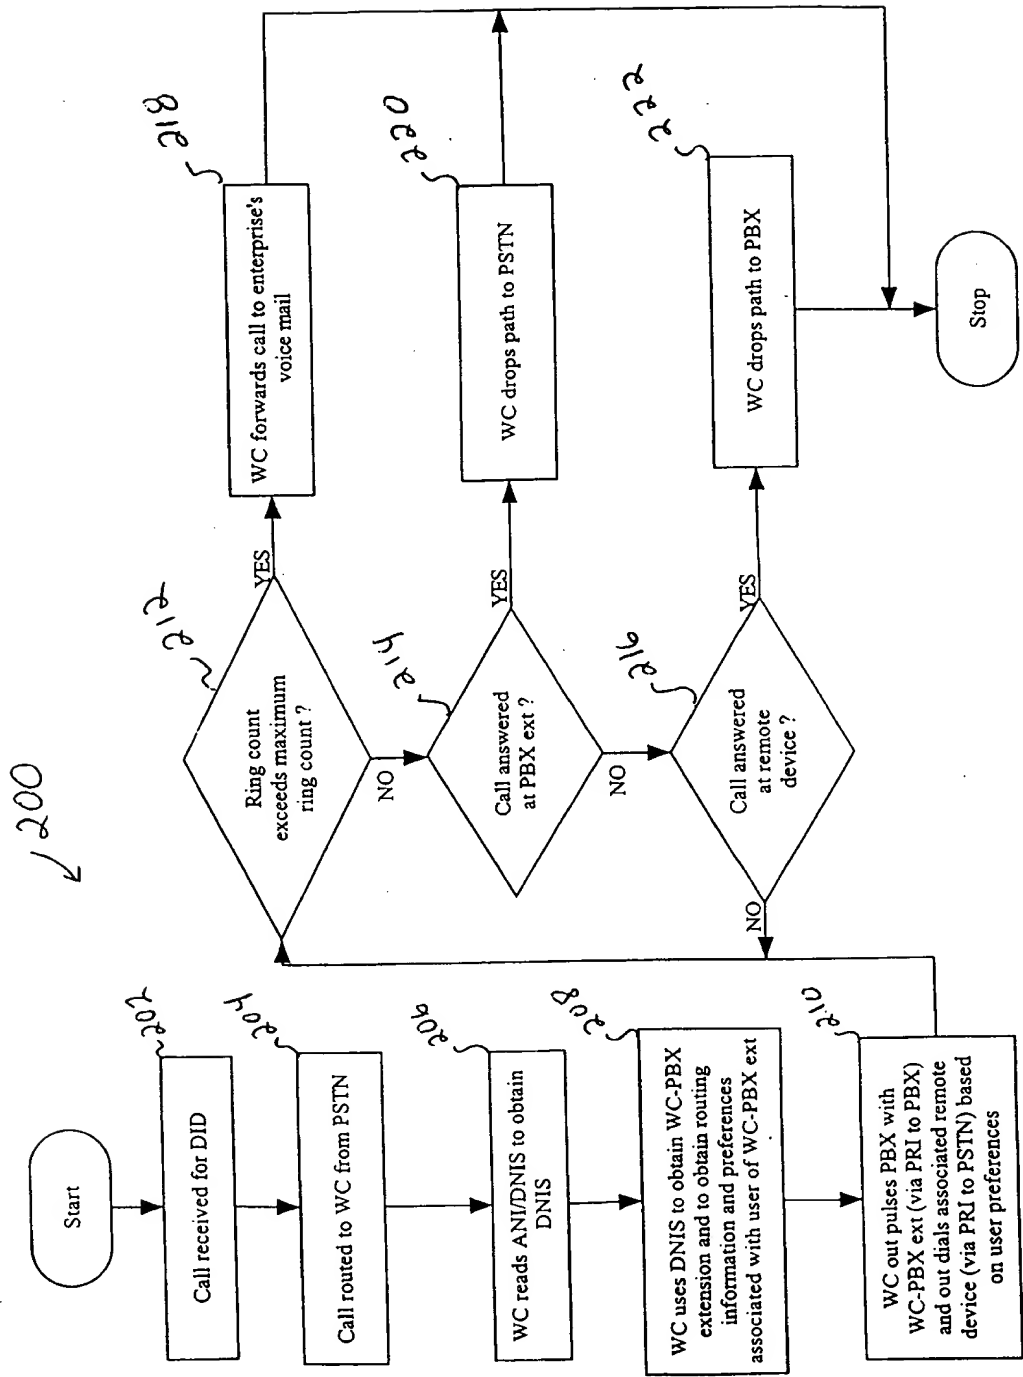 200
Start
202
Call received for DID
204
Call routed to WC from PSTN
206
WC reads ANI/DNIS to obtain
DNIS
208
WC uses DNIS to obtain WC-PBX
extension and to obtain routing
information and preferences
associated with user of WC-PBX ext
210
WC out pulses PBX with
WC-PBX ext (via PRI to PBX)
and out dials associated remote
device (via PRI to PSTN) based
on user preferences
212
Ring count
exceeds maximum
ring count ?
YES
NO
218
WC forwards call to enterprise's
voice mail
214
Call answered
at PBX ext ?
YES
NO
220
WC drops path to PSTN
216
Call answered
at remote
device ?
YES
NO
222
WC drops path to PBX
Stop